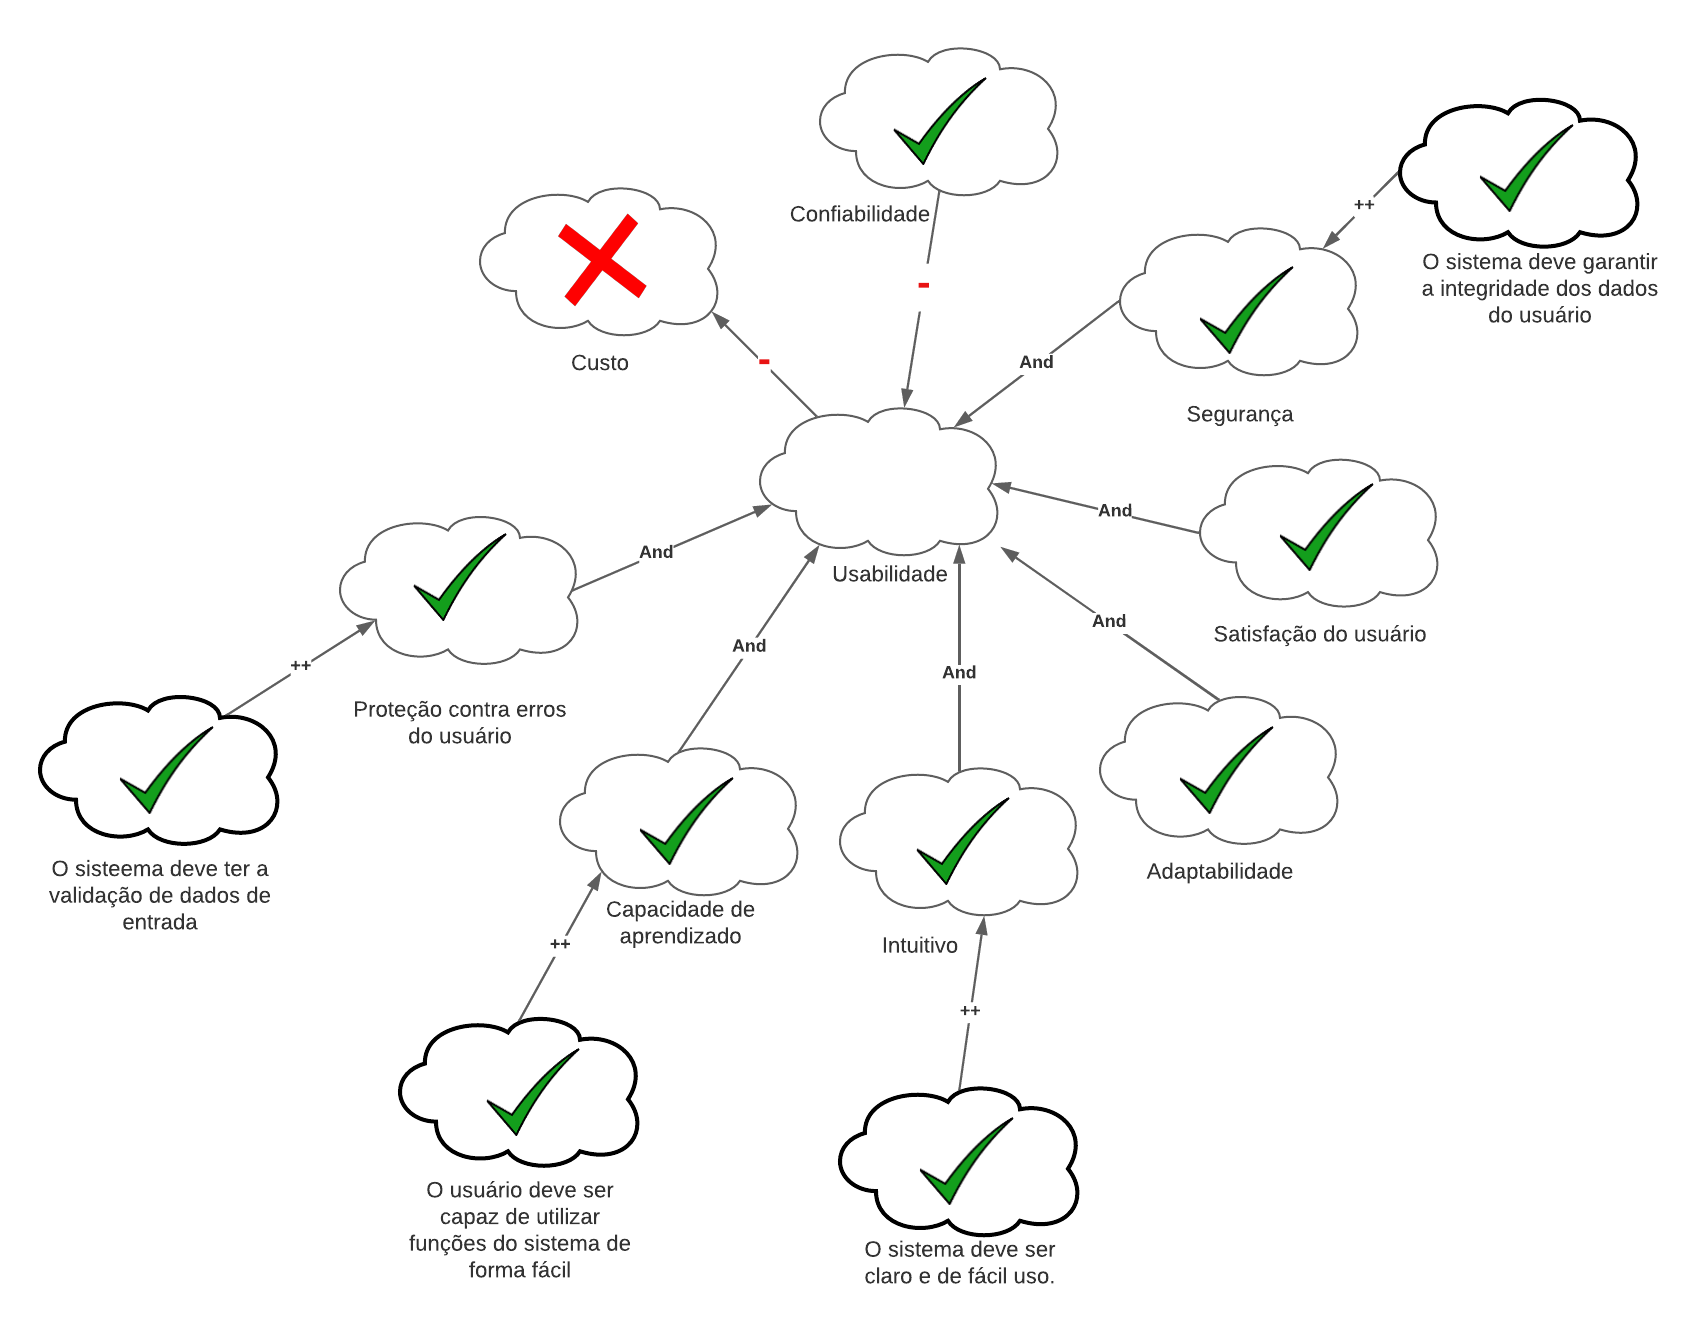 Confiabilidade
++
O sistema deve garantir
a integridade dos dados
do usuário
-
Custo
-
And
Segurança
And
And
Usabilidade
And
Satisfação do usuário
++
And
And
Proteção contra erros
do usuário
O sisteema deve ter a
validação de dados de
entrada
Adaptabilidade
Capacidade de
aprendizado
++
Intuitivo
++
O usuário deve ser
capaz de utilizar
funções do sistema de
forma fácil
O sistema deve ser
claro e de fácil uso.